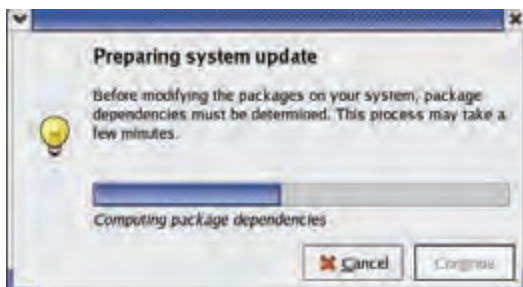 Preparing system update
Before modifying the packages on your system, package
dependencies must be determined. This process may take a
few minutes.
Computing package dependencies
Cancel
Continue